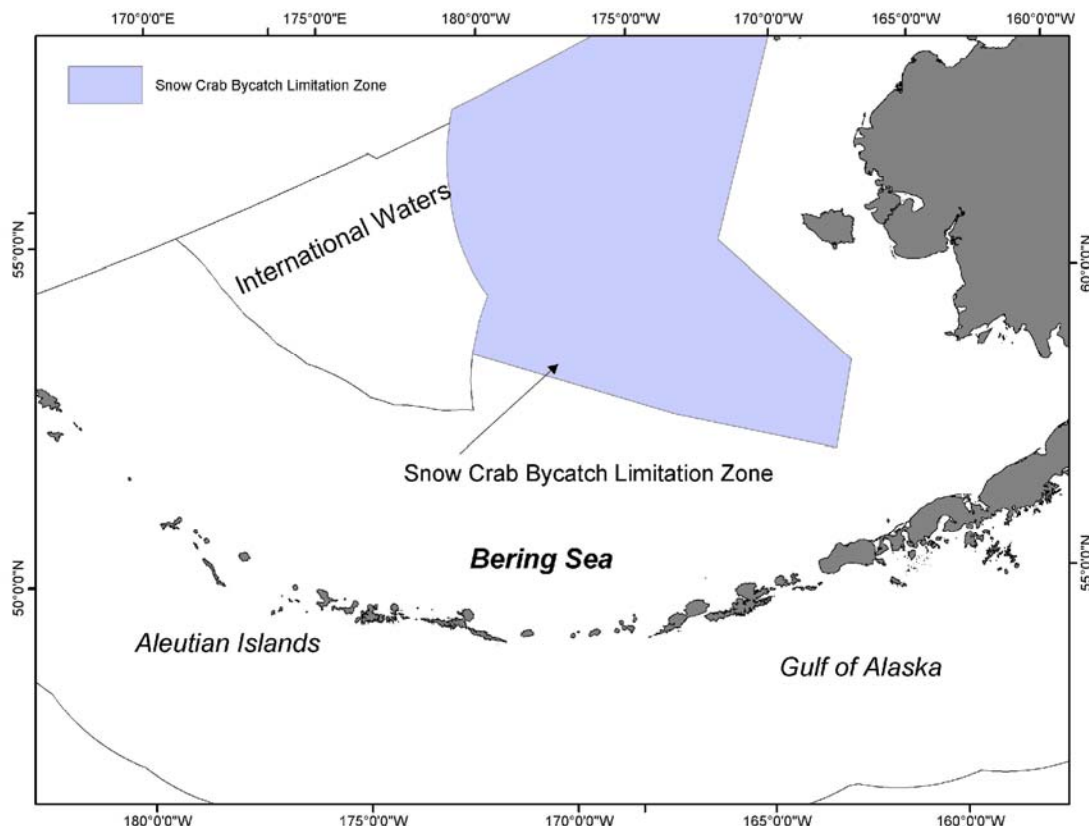 170°0'0"E 175°0'0"E 180°0'0" 175°0'0"W 170°0'0"W 165°0'0"W 160°0'0"W
Snow Crab Bycatch Limitation Zone
International Waters
55°0'0"N
60°0'0"N
Snow Crab Bycatch Limitation Zone
Bering Sea
50°0'0"N
55°0'0"N
Aleutian Islands
Gulf of Alaska
180°0'0" 175°0'0"W 170°0'0"W 165°0'0"W 160°0'0"W